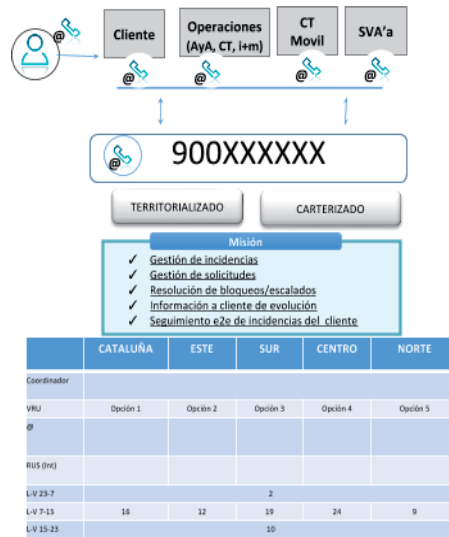 Cliente
Operaciones
(AyA, CT, i+m)
CT
Movil
SVA'a
@
@ @ @ @
@ 900XXXXXX
TERRITORIALIZADO CARTERIZADO
Misión
✓ Gestión de incidencias
✓ Gestión de solicitudes
✓ Resolución de bloqueos/escalados
✓ Información a cliente de evolución
✓ Seguimiento e2e de incidencias del cliente
CATALUÑA ESTE SUR CENTRO NORTE
Coordinador
VRU Opción 1 Opción 2 Opción 3 Opción 4 Opción 5
@
RUS (Int)
L-V 23-7 2
L-V 7-15 16 12 19 24 9
L-V 15-23 10